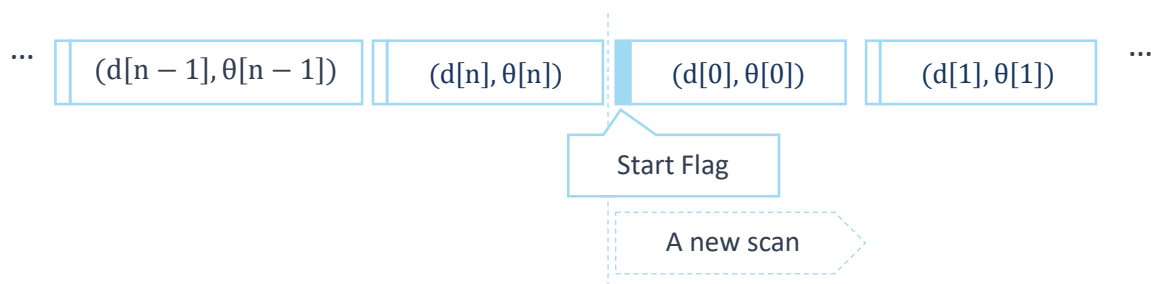 ... (d[n − 1], θ[n − 1]) (d[n], θ[n]) (d[0], θ[0]) (d[1], θ[1]) ...
Start Flag
A new scan